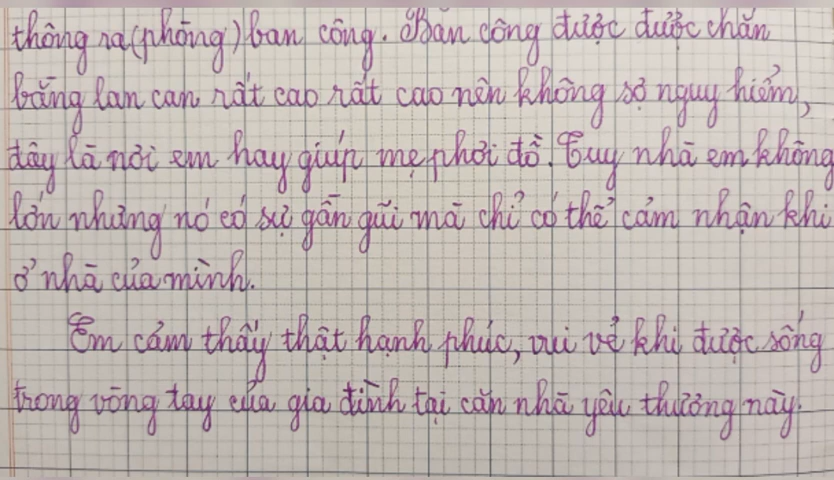 thông ra (phòng) ban công. Ban công được được chắn
bằng lan can rất cao rất cao nên không sợ nguy hiểm,
đây là nơi em hay giúp mẹ phơi đồ. Tuy nhà em không
lớn nhưng nó có sự gần gũi mà chỉ có thể cảm nhận khi
ở nhà của mình.
Em cảm thấy thật hạnh phúc, vui vẻ khi được sống
trong vòng tay của gia đình tại căn nhà yêu thương này.